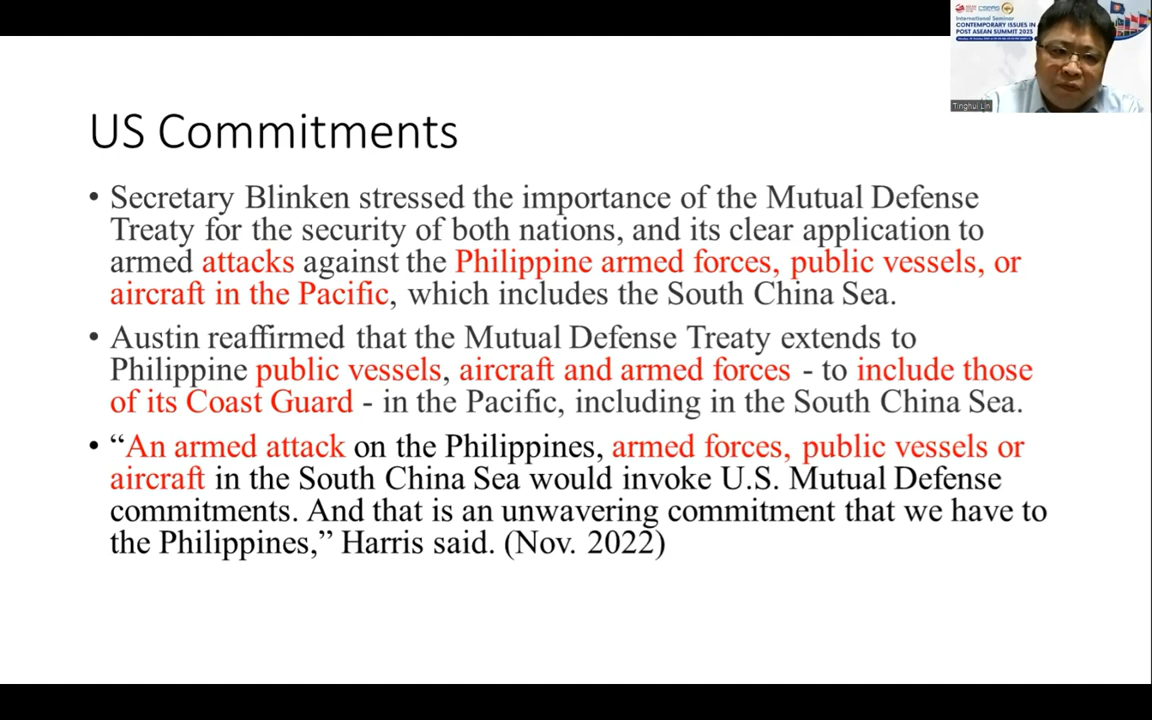 International Seminar
CONTEMPORARY ISSUES IN
POST ASEAN SUMMIT 2025
Tinghui Lin
US Commitments
• Secretary Blinken stressed the importance of the Mutual Defense
Treaty for the security of both nations, and its clear application to
armed attacks against the Philippine armed forces, public vessels, or
aircraft in the Pacific, which includes the South China Sea.
• Austin reaffirmed that the Mutual Defense Treaty extends to
Philippine public vessels, aircraft and armed forces - to include those
of its Coast Guard - in the Pacific, including in the South China Sea.
• “An armed attack on the Philippines, armed forces, public vessels or
aircraft in the South China Sea would invoke U.S. Mutual Defense
commitments. And that is an unwavering commitment that we have to
the Philippines,” Harris said. (Nov. 2022)